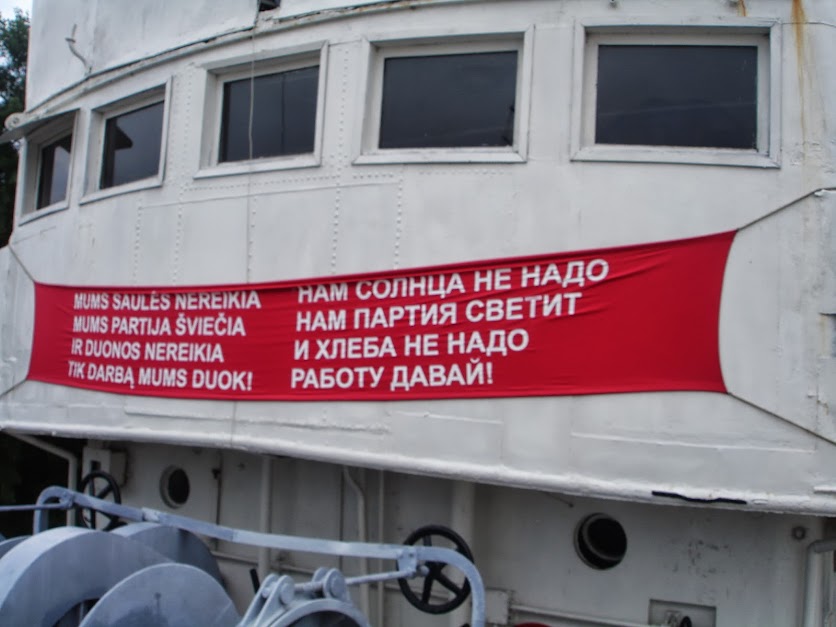 MUMS SAULĖS NEREIKIA
MUMS PARTIJA ŠVIEČIA
IR DUONOS NEREIKIA
TIK DARBĄ MUMS DUOK!
НАМ СОЛНЦА НЕ НАДО
НАМ ПАРТИЯ СВЕТИТ
И ХЛЕБА НЕ НАДО
РАБОТУ ДАВАЙ!